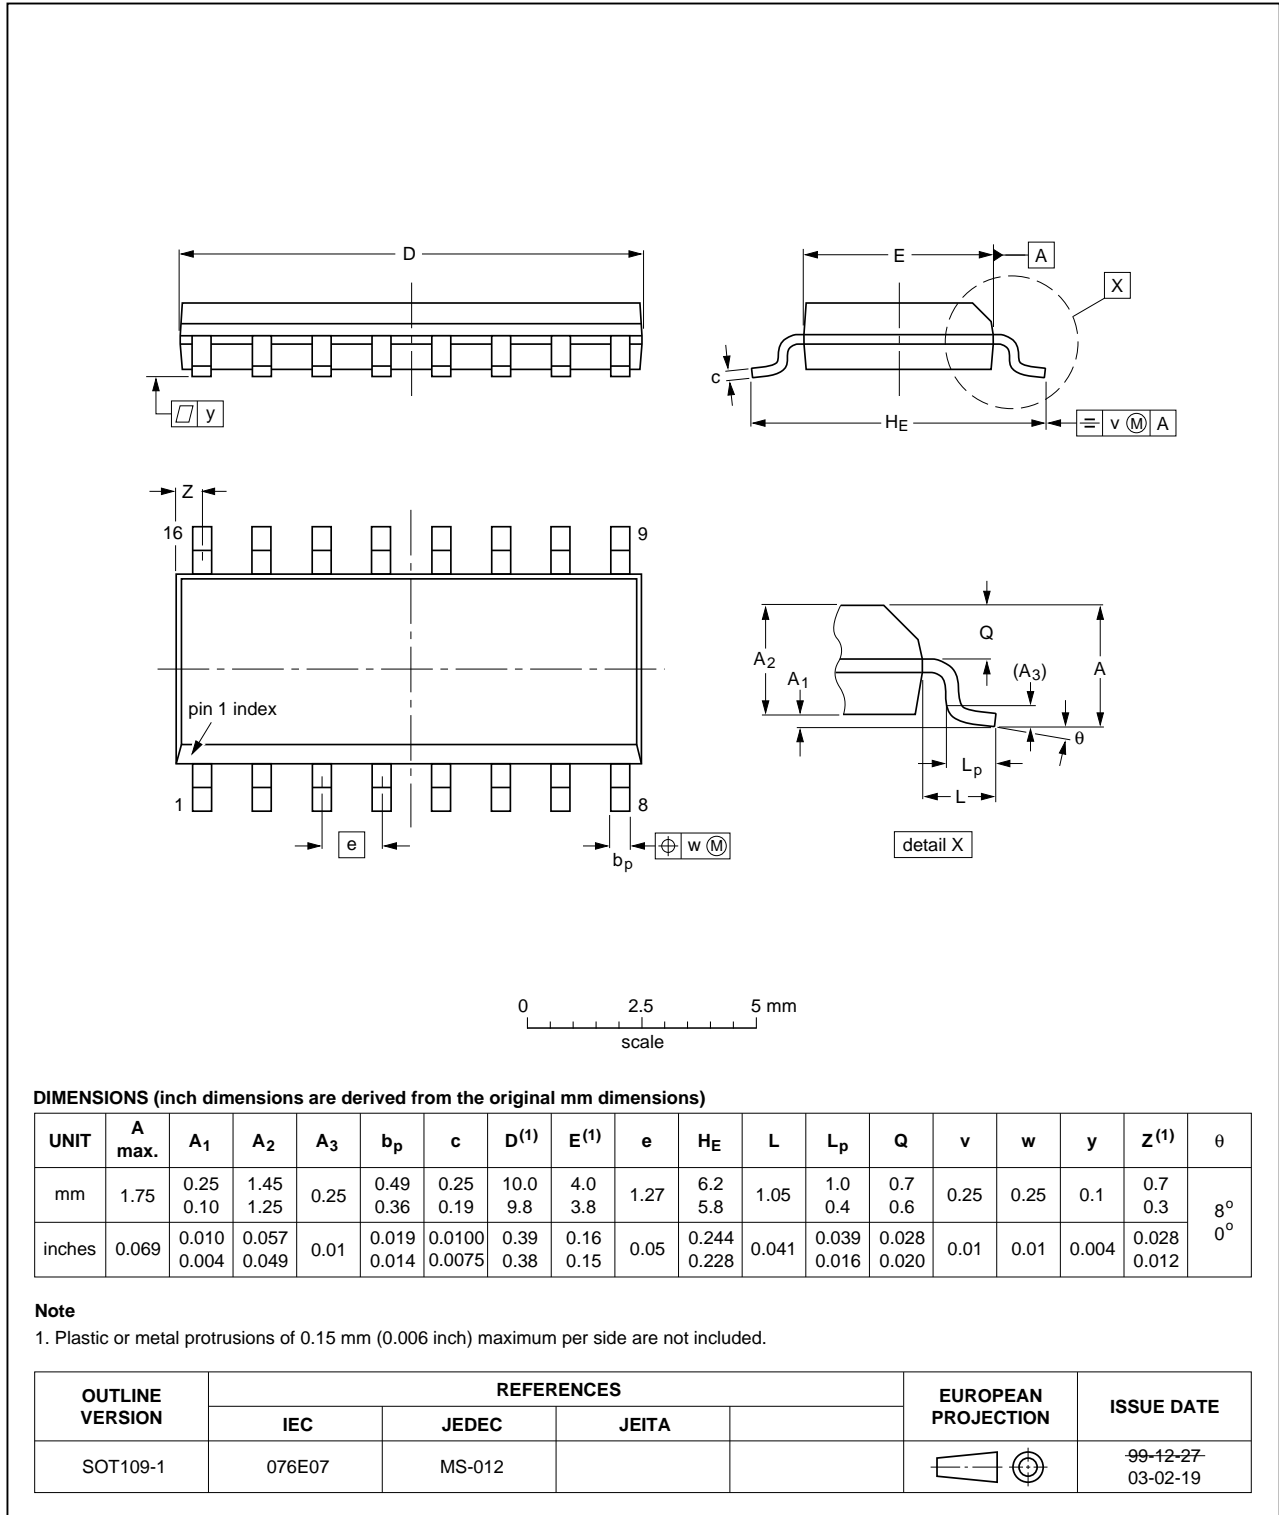 D
E
A
X
c
y
HE
v M A
Z
16
9
Q
A2
A1
(A3)
A
pin 1 index
θ
Lp
L
1
8
e
w M
bp
detail X
0 2.5 5 mm
scale
DIMENSIONS (inch dimensions are derived from the original mm dimensions)
UNIT A max. A1 A2 A3 bp c D(1) E(1) e HE L Lp Q v w y Z(1) θ
mm 1.75 0.25 0.10 1.45 1.25 0.25 0.49 0.36 0.25 0.19 10.0 9.8 4.0 3.8 1.27 6.2 5.8 1.05 1.0 0.4 0.7 0.6 0.25 0.25 0.1 0.7 0.3 8° 0°
inches 0.069 0.010 0.004 0.057 0.049 0.01 0.019 0.014 0.0100 0.0075 0.39 0.38 0.16 0.15 0.05 0.244 0.228 0.041 0.039 0.016 0.028 0.020 0.01 0.01 0.004 0.028 0.012
Note
1. Plastic or metal protrusions of 0.15 mm (0.006 inch) maximum per side are not included.
OUTLINE VERSION REFERENCES EUROPEAN PROJECTION ISSUE DATE
IEC JEDEC JEITA
SOT109-1 076E07 MS-012 99-12-27
03-02-19